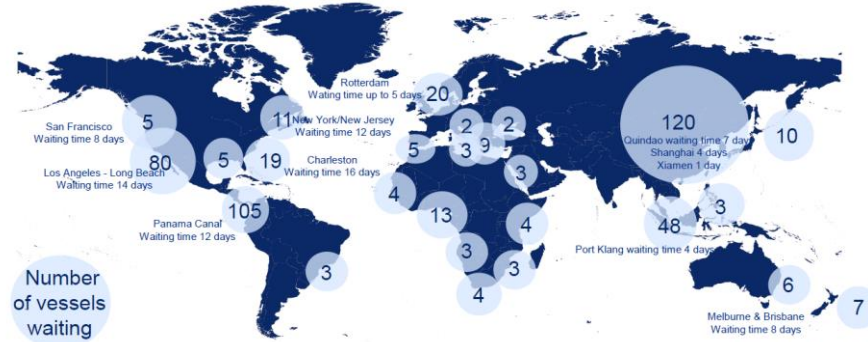 Rotterdam
Wating time up to 5 days
20
2
2
5
3
9
120
Quindao waiting time 7 day
Shanghai 4 days
Xiamen 1 day
10
5
11
New York/New Jersey
Waiting time 12 days
San Francisco
Waiting time 8 days
80
5
19
Charleston
Waiting time 16 days
Los Angeles - Long Beach
Waiting time 14 days
3
4
105
Panama Canal
Waiting time 12 days
13
4
48
3
Port Klang waiting time 4 days
3
3
3
4
6
7
Melburne & Brisbane
Waiting time 8 days
Number
of vessels
waiting